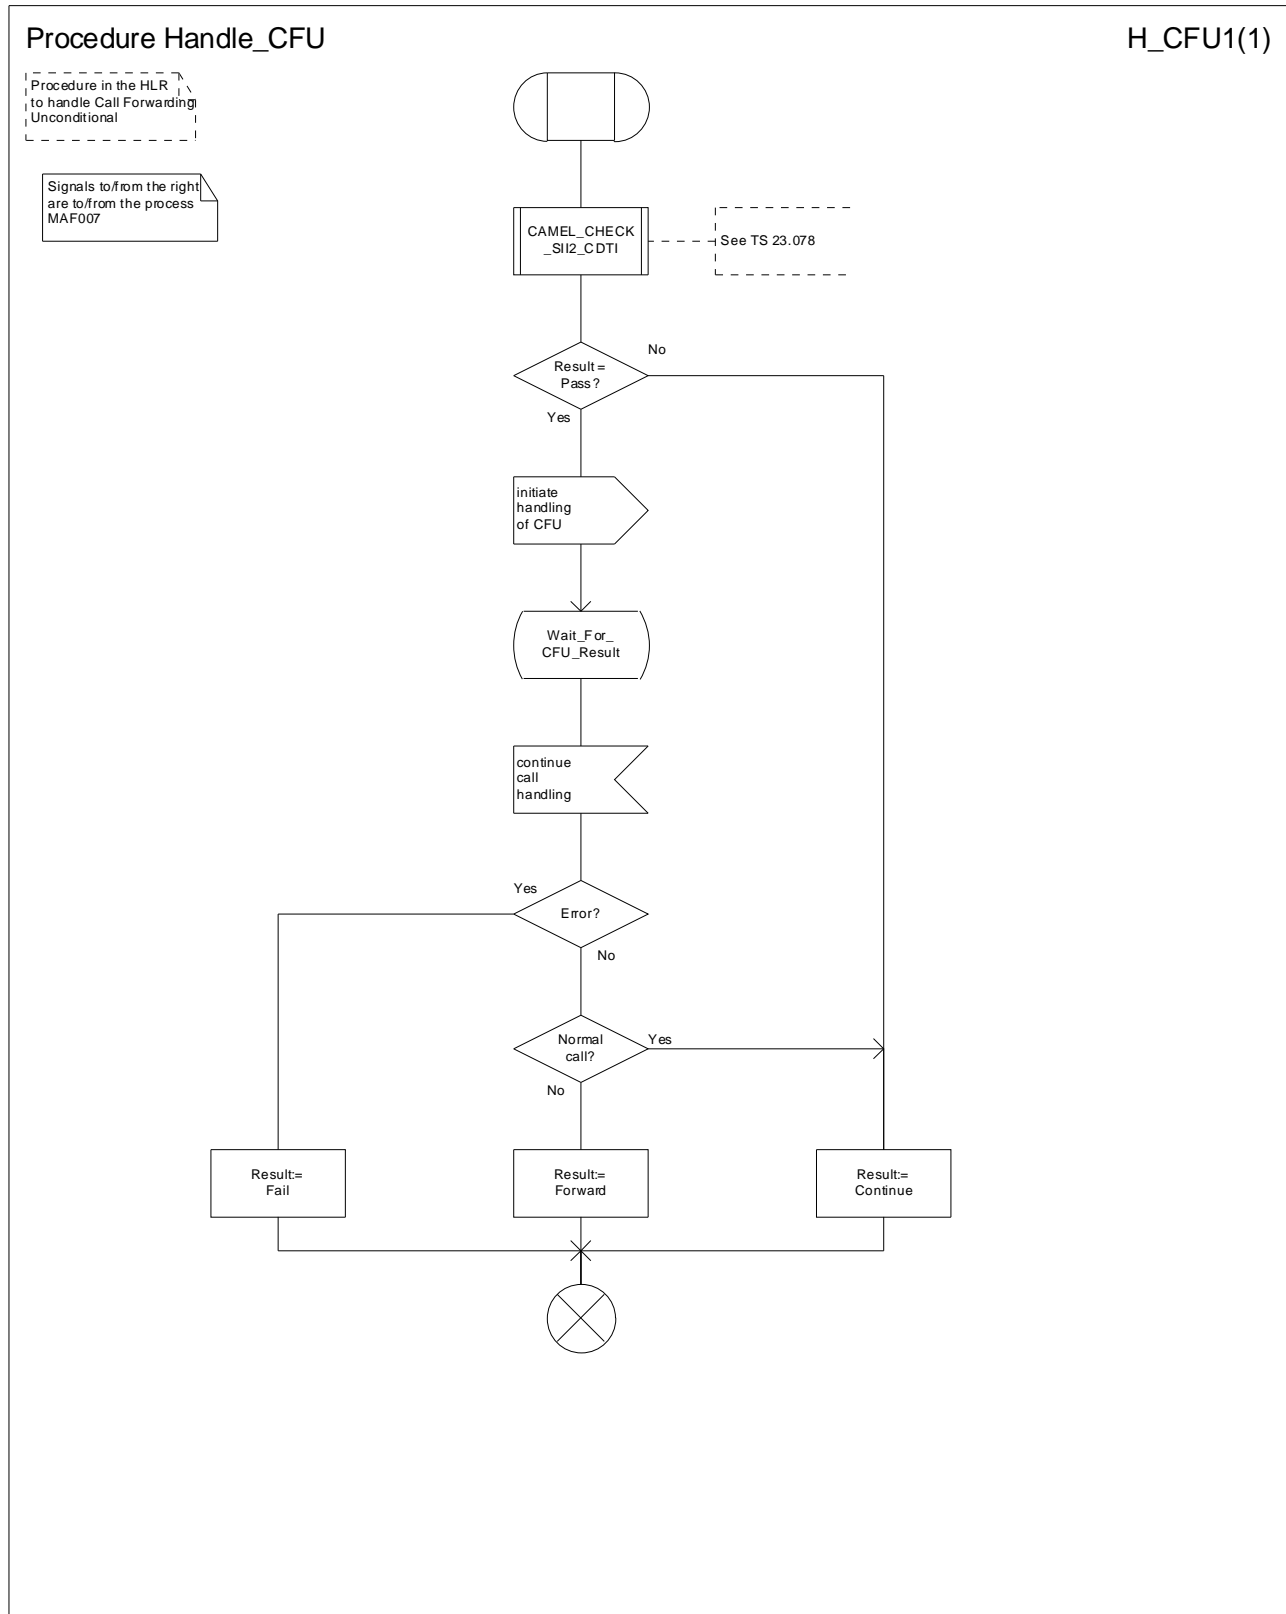 Procedure Handle_CFU
H_CFU1(1)
Procedure in the HLR
to handle Call Forwarding
Unconditional
Signals to/from the right
are to/from the process
MAF007
CAMEL_CHECK
_SII2_CDTI
See TS 23.078
Result=
Pass?
No
Yes
initiate
handling
of CFU
Wait_For_
CFU_Result
continue
call
handling
Yes
Error?
No
Normal
call?
Yes
No
Result:=
Fail
Result:=
Forward
Result:=
Continue